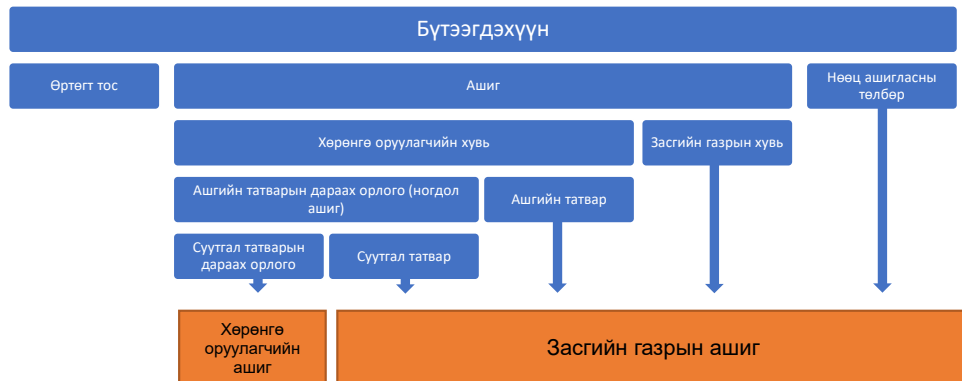 Бүтээгдэхүүн
Өртөгт тос
Ашиг
Нөөц ашигласны
төлбөр
Хөрөнгө оруулагчийн хувь
Засгийн газрын хувь
Ашгийн татварын дараах орлого (ногдол
ашиг)
Ашгийн татвар
Суутгал татварын
дараах орлого
Суутгал татвар
Хөрөнгө
оруулагчийн
ашиг
Засгийн газрын ашиг